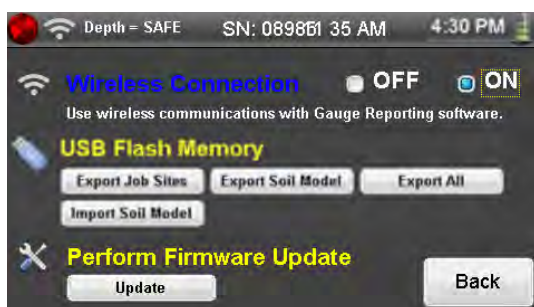 Depth = SAFE SN: 089851 35 AM 4:30 PM
Wireless Connection OFF ON
Use wireless communications with Gauge Reporting software.
USB Flash Memory
Export Job Sites Export Soil Model Export All
Import Soil Model
Perform Firmware Update
Update Back